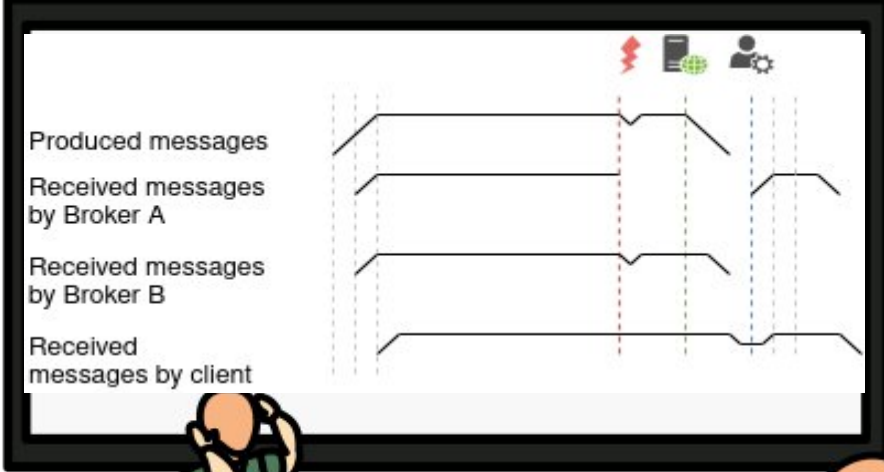 Produced messages
Received messages
by Broker A
Received messages
by Broker B
Received
messages by client